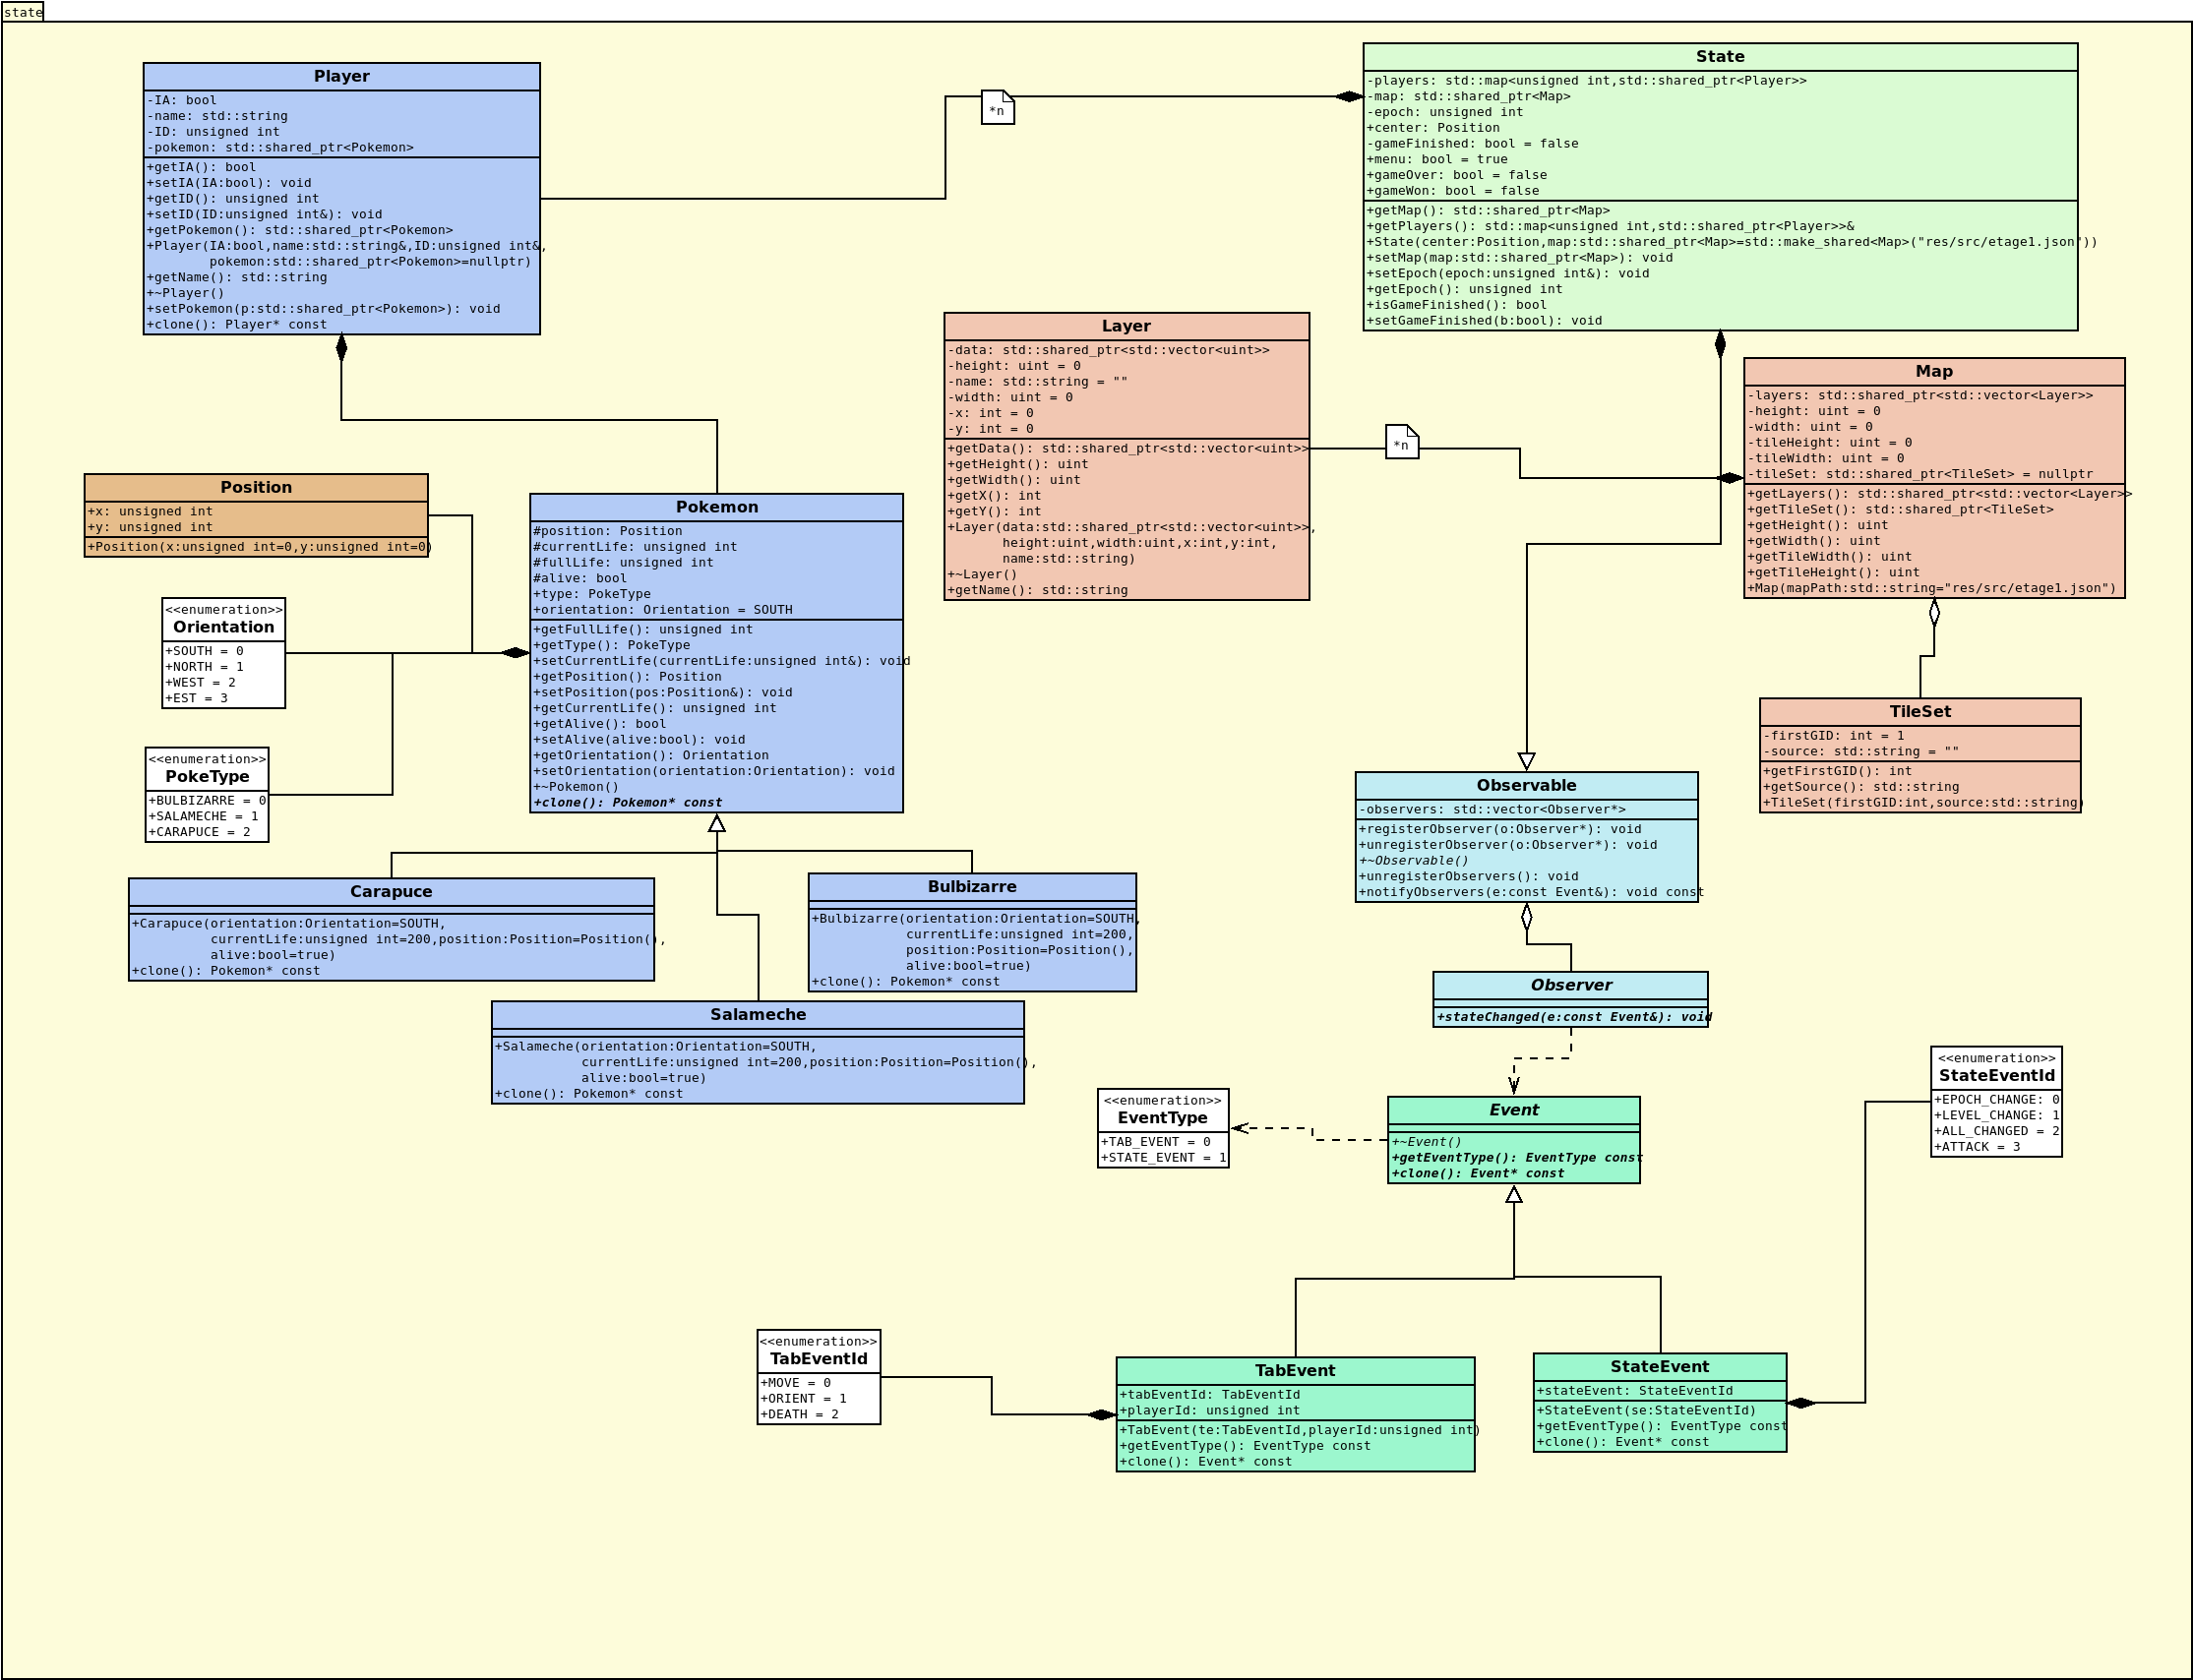 state
Player
-IA: bool
-name: std::string
-ID: unsigned int
-pokemon: std::shared_ptr<Pokemon>
+getIA(): bool
+setIA(IA:bool): void
+getID(): unsigned int
+setID(ID:unsigned int&): void
+getPokemon(): std::shared_ptr<Pokemon>
+Player(IA:bool,name:std::string&,ID:unsigned int&,
pokemon:std::shared_ptr<Pokemon>=nullptr)
+getName(): std::string
+~Player()
+setPokemon(p:std::shared_ptr<Pokemon>): void
+clone(): Player* const
*n
State
-players: std::map<unsigned int,std::shared_ptr<Player>>
-map: std::shared_ptr<Map>
-epoch: unsigned int
+center: Position
-gameFinished: bool = false
+menu: bool = true
+gameOver: bool = false
+gameWon: bool = false
+getMap(): std::shared_ptr<Map>
+getPlayers(): std::map<unsigned int,std::shared_ptr<Player>>&
+State(center:Position,map:std::shared_ptr<Map>=std::make_shared<Map>("res/src/etage1.json"))
+setMap(map:std::shared_ptr<Map>): void
+setEpoch(epoch:unsigned int&): void
+getEpoch(): unsigned int
+isGameFinished(): bool
+setGameFinished(b:bool): void
Layer
-data: std::shared_ptr<std::vector<uint>>
-height: uint = 0
-name: std::string = ""
-width: uint = 0
-x: int = 0
-y: int = 0
+getData(): std::shared_ptr<std::vector<uint>>
+getHeight(): uint
+getWidth(): uint
+getX(): int
+getY(): int
+Layer(data:std::shared_ptr<std::vector<uint>>,
height:uint,width:uint,x:int,y:int,
name:std::string)
+~Layer()
+getName(): std::string
*n
Map
-layers: std::shared_ptr<std::vector<Layer>>
-height: uint = 0
-width: uint = 0
-tileHeight: uint = 0
-tileWidth: uint = 0
-tileSet: std::shared_ptr<TileSet> = nullptr
+getLayers(): std::shared_ptr<std::vector<Layer>>
+getTileSet(): std::shared_ptr<TileSet>
+getHeight(): uint
+getWidth(): uint
+getTileWidth(): uint
+getTileHeight(): uint
+Map(mapPath:std::string="res/src/etage1.json")
Position
+x: unsigned int
+y: unsigned int
+Position(x:unsigned int=0,y:unsigned int=0)
<<enumeration>>
Orientation
+SOUTH = 0
+NORTH = 1
+WEST = 2
+EST = 3
<<enumeration>>
PokeType
+BULBIZARRE = 0
+SALAMECHE = 1
+CARAPUCE = 2
Pokemon
#position: Position
#currentLife: unsigned int
#fullLife: unsigned int
#alive: bool
+type: PokeType
+orientation: Orientation = SOUTH
+getFullLife(): unsigned int
+getType(): PokeType
+setCurrentLife(currentLife:unsigned int&): void
+getPosition(): Position
+setPosition(pos:Position&): void
+getCurrentLife(): unsigned int
+getAlive(): bool
+setAlive(alive:bool): void
+getOrientation(): Orientation
+setOrientation(orientation:Orientation): void
+~Pokemon()
+clone(): Pokemon* const
TileSet
-firstGID: int = 1
-source: std::string = ""
+getFirstGID(): int
+getSource(): std::string
+TileSet(firstGID:int,source:std::string)
Observable
-observers: std::vector<Observer*>
+registerObserver(o:Observer*): void
+unregisterObserver(o:Observer*): void
+~Observable()
+unregisterObservers(): void
+notifyObservers(e:const Event&): void const
Carapuce
+Carapuce(orientation:Orientation=SOUTH,
currentLife:unsigned int=200,position:Position=Position(),
alive:bool=true)
+clone(): Pokemon* const
Bulbizarre
+Bulbizarre(orientation:Orientation=SOUTH,
currentLife:unsigned int=200,
position:Position=Position(),
alive:bool=true)
+clone(): Pokemon* const
Salameche
+Salameche(orientation:Orientation=SOUTH,
currentLife:unsigned int=200,position:Position=Position(),
alive:bool=true)
+clone(): Pokemon* const
Observer
+stateChanged(e:const Event&): void
<<enumeration>>
EventType
+TAB_EVENT = 0
+STATE_EVENT = 1
Event
+~Event()
+getEventType(): EventType const
+clone(): Event* const
<<enumeration>>
StateEventId
+EPOCH_CHANGE: 0
+LEVEL_CHANGE: 1
+ALL_CHANGED = 2
+ATTACK = 3
<<enumeration>>
TabEventId
+MOVE = 0
+ORIENT = 1
+DEATH = 2
TabEvent
+tabEventId: TabEventId
+playerId: unsigned int
+TabEvent(te:TabEventId,playerId:unsigned int)
+getEventType(): EventType const
+clone(): Event* const
StateEvent
+stateEvent: StateEventId
+StateEvent(se:StateEventId)
+getEventType(): EventType const
+clone(): Event* const